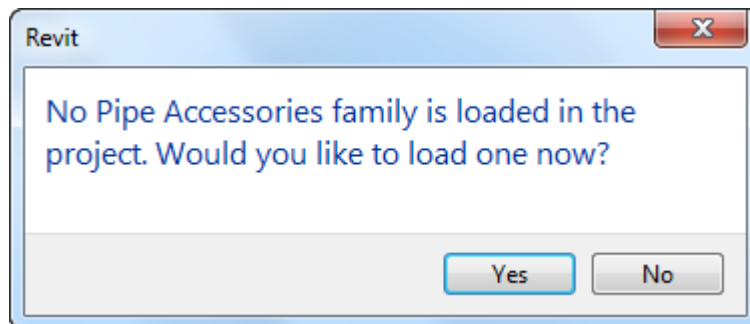 Revit
No Pipe Accessories family is loaded in the
project. Would you like to load one now?
Yes No